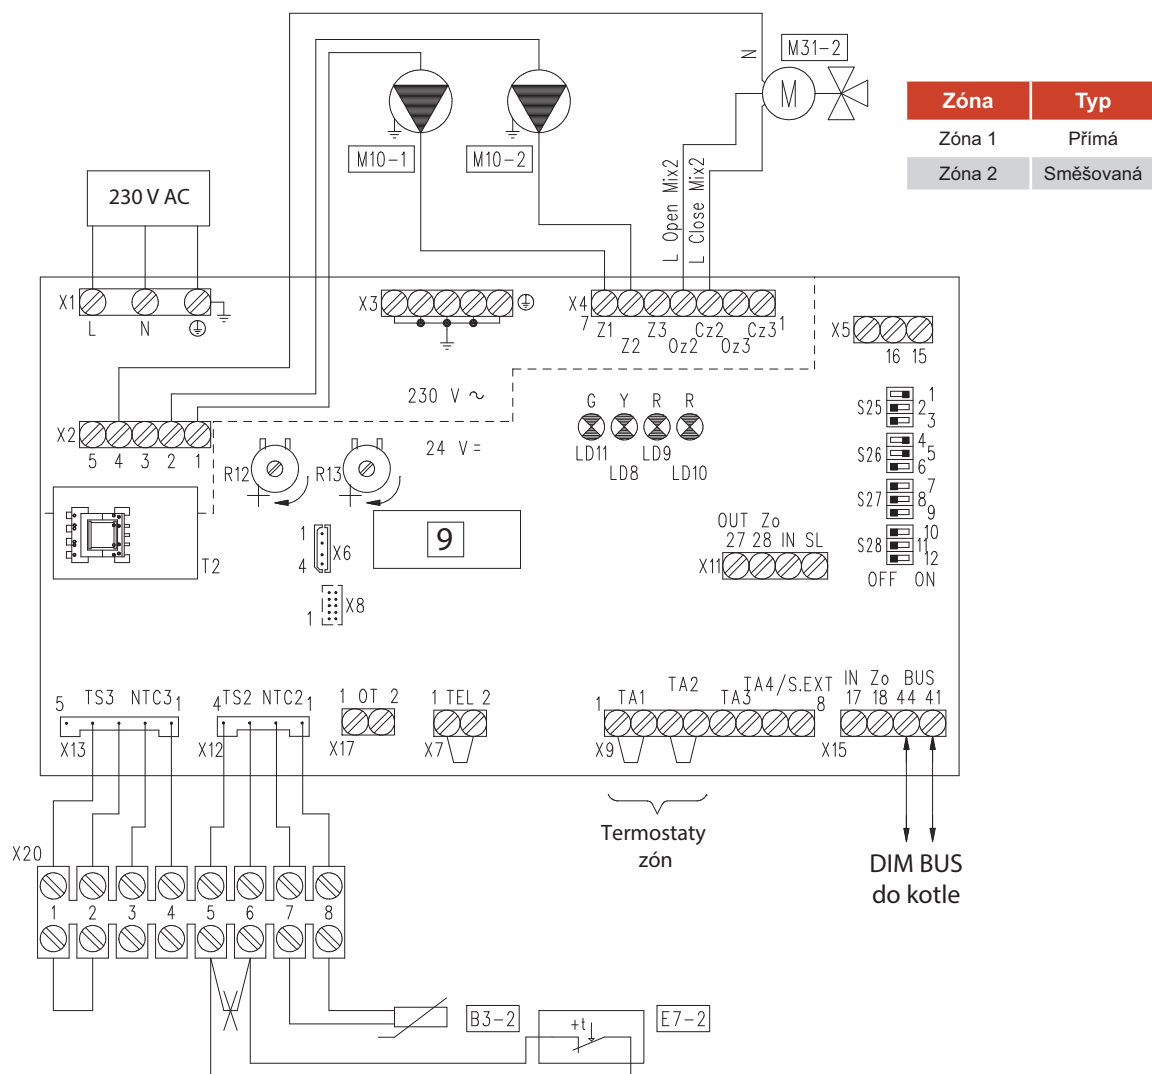 N
M31-2
M
Zóna Typ
Zóna 1 Přímá
Zóna 2 Směšovaná
M10-1
M10-2
L Open Mix2
L Close Mix2
230 V AC
X1
L N
X3
X4
7 Z1 Z3 Cz2 Cz3 1
Z2 Oz2 Oz3
X5
16 15
230 V ~
24 V =
X2
5 4 3 2 1
R12
R13
G Y R R
LD11 LD9
LD8 LD10
S25
1
2
3
S26
4
5
6
S27
7
8
9
S28
10
11
12
OFF ON
T2
1
4
X6
9
1
X8
OUT Zo
27 28 IN SL
X11
5 TS3 NTC3 1
X13
4 TS2 NTC2 1
X12
1 OT 2
X17
1 TEL 2
X7
1 TA1 TA2 TA3 TA4/S.EXT 8
X9
IN Zo BUS
17 18 44 41
X15
Termostaty
zón
DIM BUS
do kotle
X20
1 2 3 4 5 6 7 8
B3-2
+t
E7-2